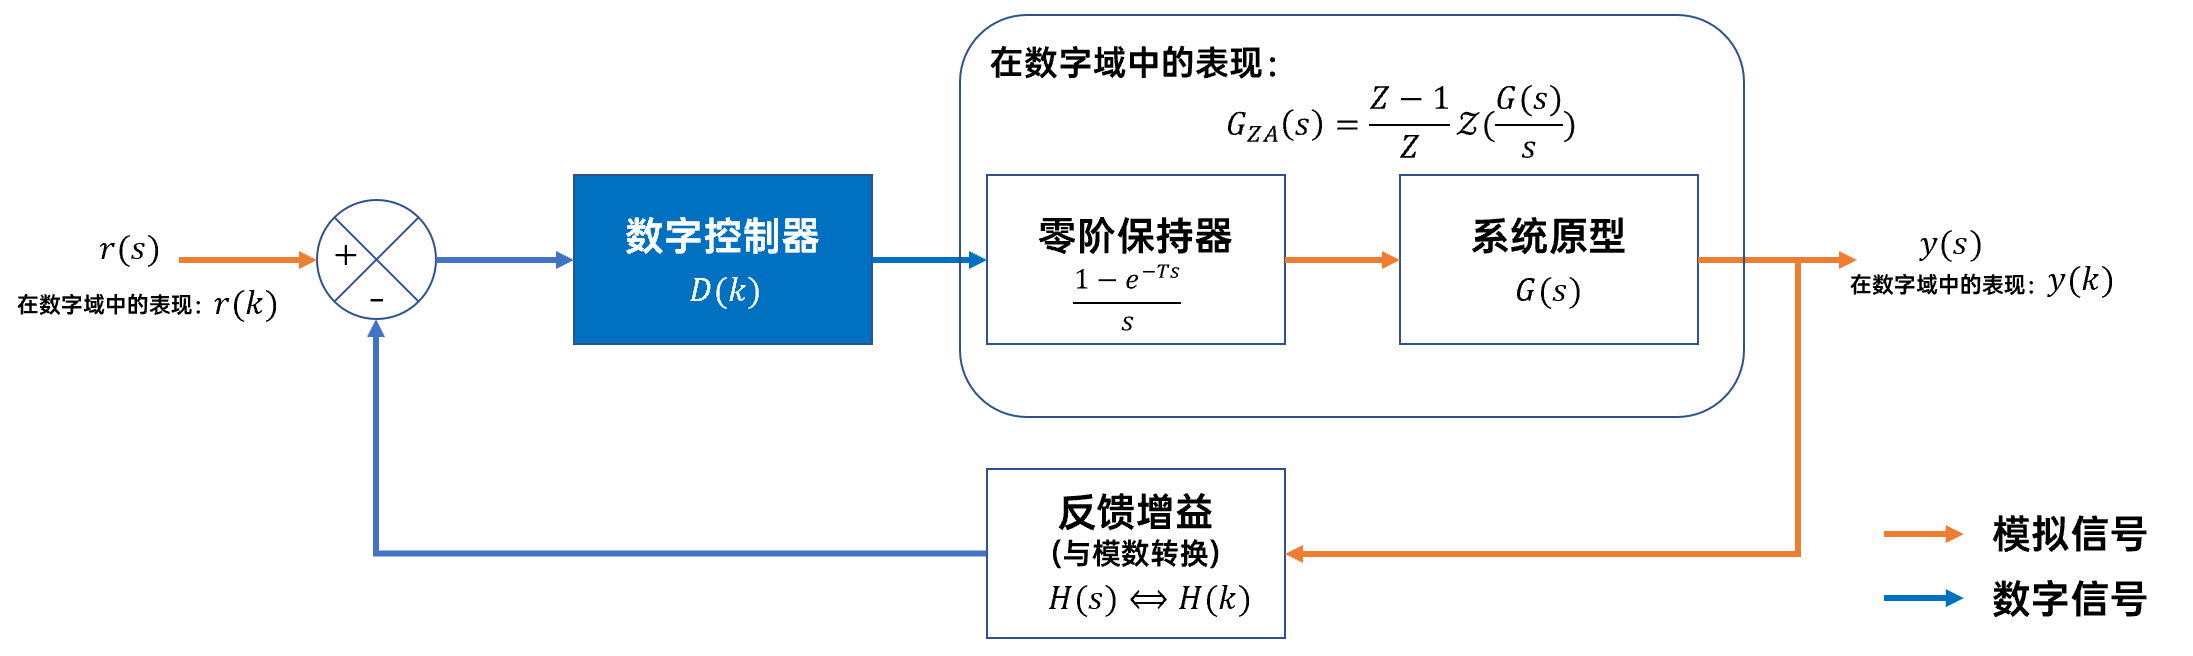 在数字域中的表现：
G_{ZA}(s) = \frac{Z-1}{Z} 𝒵(\frac{G(s)}{s})
r(s)
在数字域中的表现：r(k)
+
-
数字控制器
D(k)
零阶保持器
\frac{1-e^{-Ts}}{s}
系统原型
G(s)
y(s)
在数字域中的表现：y(k)
反馈增益
(与模数转换)
H(s) ⟺ H(k)
模拟信号
数字信号